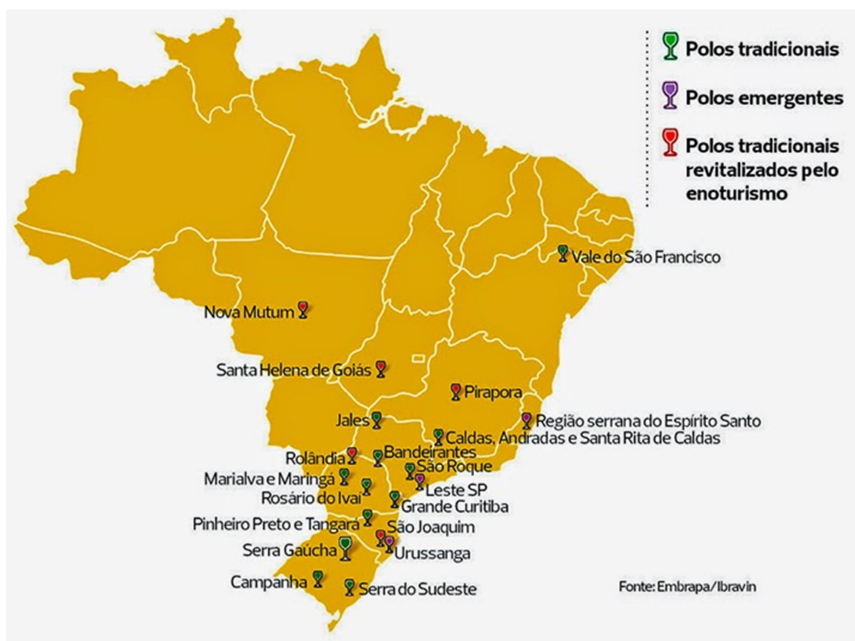 Polos tradicionais
Polos emergentes
Polos tradicionais
revitalizados pelo
enoturismo
Vale do São Francisco
Nova Mutum
Santa Helena de Goiás
Pirapora
Jales
Região serrana do Espírito Santo
Caldas, Andradas e Santa Rita de Caldas
Bandeirantes
Rolândia
São Roque
Marialva e Maringá
Leste SP
Rosário do Ivaí
Grande Curitiba
Pinheiro Preto e Tangará
São Joaquim
Serra Gaúcha
Urussanga
Campanha
Serra do Sudeste
Fonte: Embrapa/Ibravin